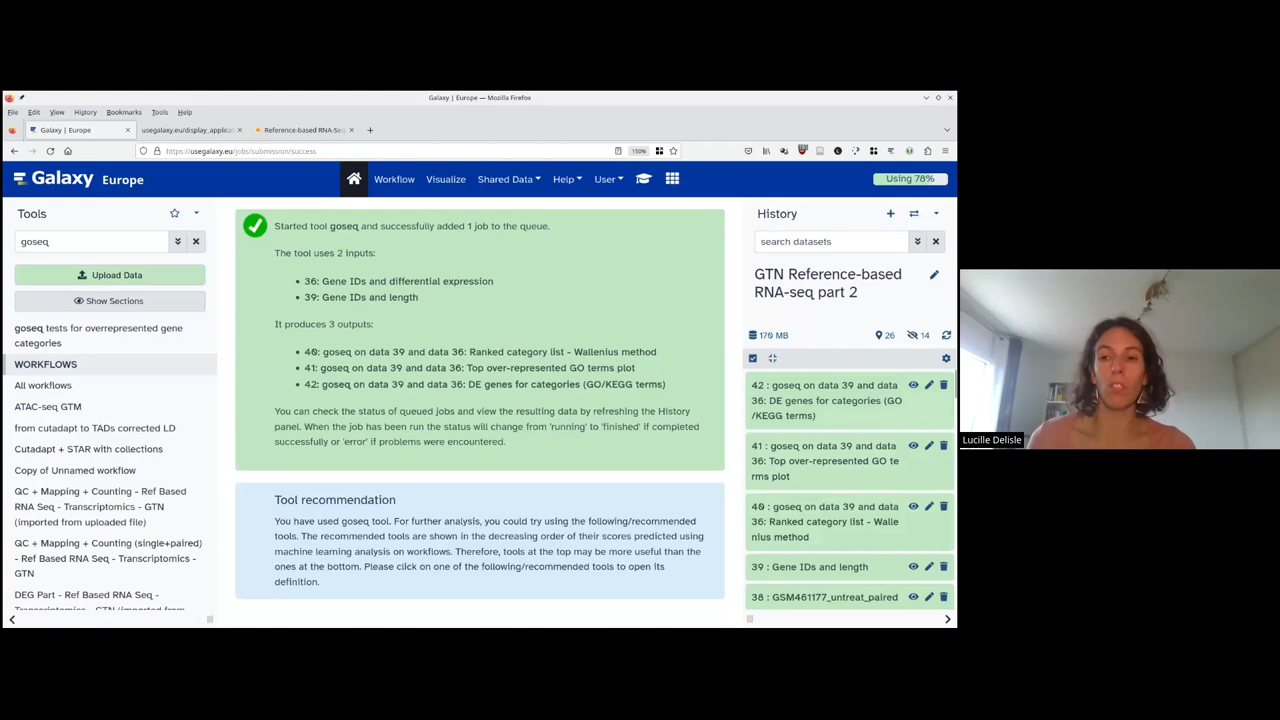 Galaxy | Europe — Mozilla Firefox
File Edit View History Bookmarks Tools Help
Galaxy | Europe
usegalaxy.eu/display_applicat
Reference-based RNA-Seq
https://usegalaxy.eu/jobs/submission/success
150%
Galaxy Europe
Workflow Visualize Shared Data Help User
Using 78%
Tools
goseq
Upload Data
Show Sections
goseq tests for overrepresented gene
categories
WORKFLOWS
All workflows
ATAC-seq GTM
from cutadapt to TADs corrected LD
Cutadapt + STAR with collections
Copy of Unnamed workflow
QC + Mapping + Counting - Ref Based
RNA Seq - Transcriptomics - GTN
(imported from uploaded file)
QC + Mapping + Counting (single+paired)
- Ref Based RNA Seq - Transcriptomics -
GTN
DEG Part - Ref Based RNA Seq -
Transcriptomics - GTN (imported from
Started tool goseq and successfully added 1 job to the queue.
The tool uses 2 inputs:
• 36: Gene IDs and differential expression
• 39: Gene IDs and length
It produces 3 outputs:
• 40: goseq on data 39 and data 36: Ranked category list - Wallenius method
• 41: goseq on data 39 and data 36: Top over-represented GO terms plot
• 42: goseq on data 39 and data 36: DE genes for categories (GO/KEGG terms)
You can check the status of queued jobs and view the resulting data by refreshing the History
panel. When the job has been run the status will change from 'running' to 'finished' if completed
successfully or 'error' if problems were encountered.
Tool recommendation
You have used goseq tool. For further analysis, you could try using the following/recommended
tools. The recommended tools are shown in the decreasing order of their scores predicted using
machine learning analysis on workflows. Therefore, tools at the top may be more useful than the
ones at the bottom. Please click on one of the following/recommended tools to open its
definition.
History
search datasets
GTN Reference-based
RNA-seq part 2
170 MB
26
14
42 : goseq on data 39 and data
36: DE genes for categories (GO
/KEGG terms)
41 : goseq on data 39 and data
36: Top over-represented GO te
rms plot
40 : goseq on data 39 and data
36: Ranked category list - Walle
nius method
39 : Gene IDs and length
38 : GSM461177_untreat_paired
Lucille Delisle